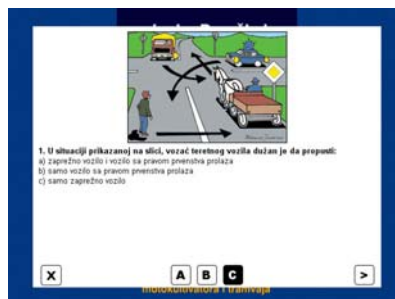 1. U situaciji prikazanoj na slici, vozač teretnog vozila dužan je da propusti:
a) zaprežno vozilo i vozilo sa pravom prvenstva prolaza
b) samo vozilo sa pravom prvenstva prolaza
c) samo zaprežno vozilo
X A B C >
motokultivatora i tramvaja